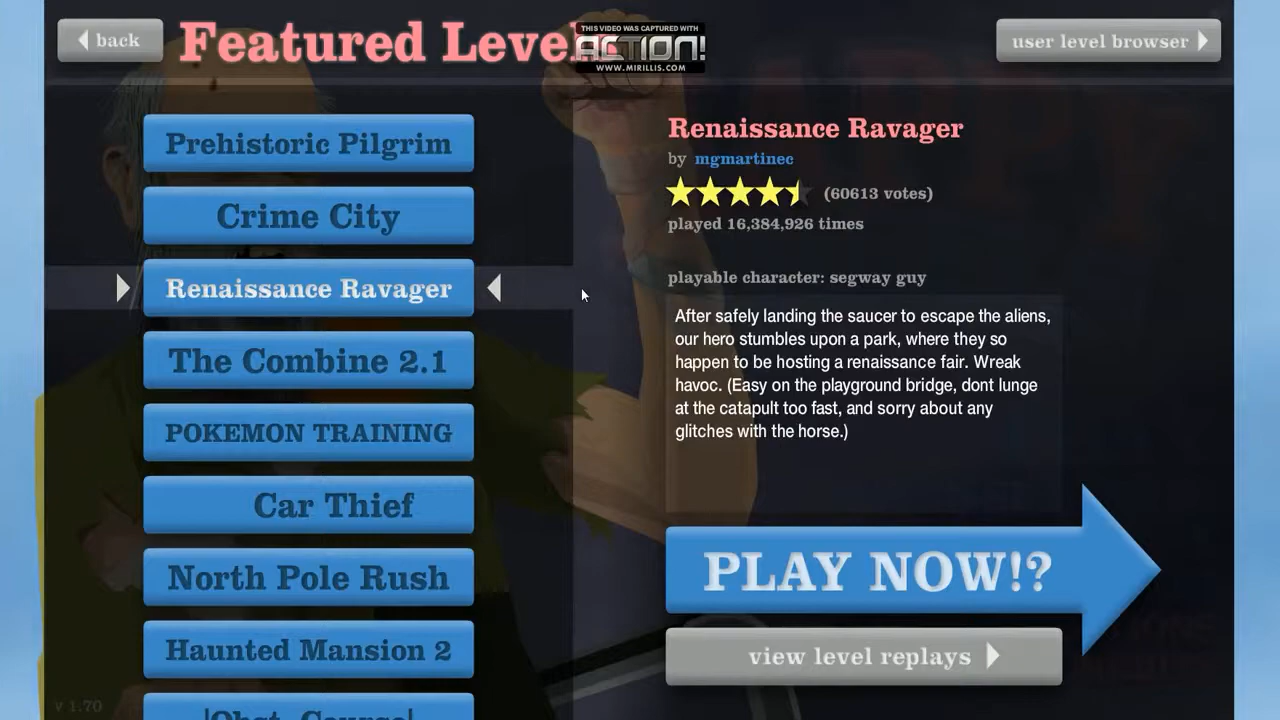 back
Featured Level
THIS VIDEO WAS CAPTURED WITH
ACTION!
WWW.MIRILLIS.COM
user level browser
Prehistoric Pilgrim
Crime City
Renaissance Ravager
The Combine 2.1
POKEMON TRAINING
Car Thief
North Pole Rush
Haunted Mansion 2
|Obst. Course|
Renaissance Ravager
by mgmartinec
(60613 votes)
played 16,384,926 times
playable character: segway guy
After safely landing the saucer to escape the aliens,
our hero stumbles upon a park, where they so
happen to be hosting a renaissance fair. Wreak
havoc. (Easy on the playground bridge, dont lunge
at the catapult too fast, and sorry about any
glitches with the horse.)
PLAY NOW!?
view level replays
v 1.70